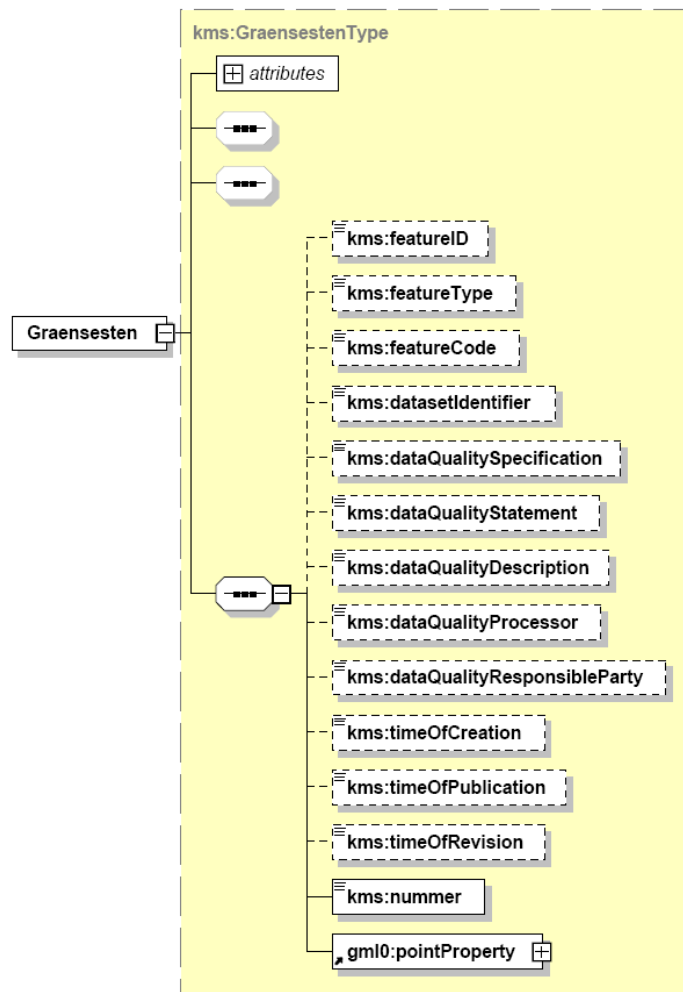 kms:GraensestenType
attributes
kms:featureID
kms:featureType
kms:featureCode
Graensesten
kms:datasetIdentifier
kms:dataQualitySpecification
kms:dataQualityStatement
kms:dataQualityDescription
kms:dataQualityProcessor
kms:dataQualityResponsibleParty
kms:timeOfCreation
kms:timeOfPublication
kms:timeOfRevision
kms:nummer
gml0:pointProperty